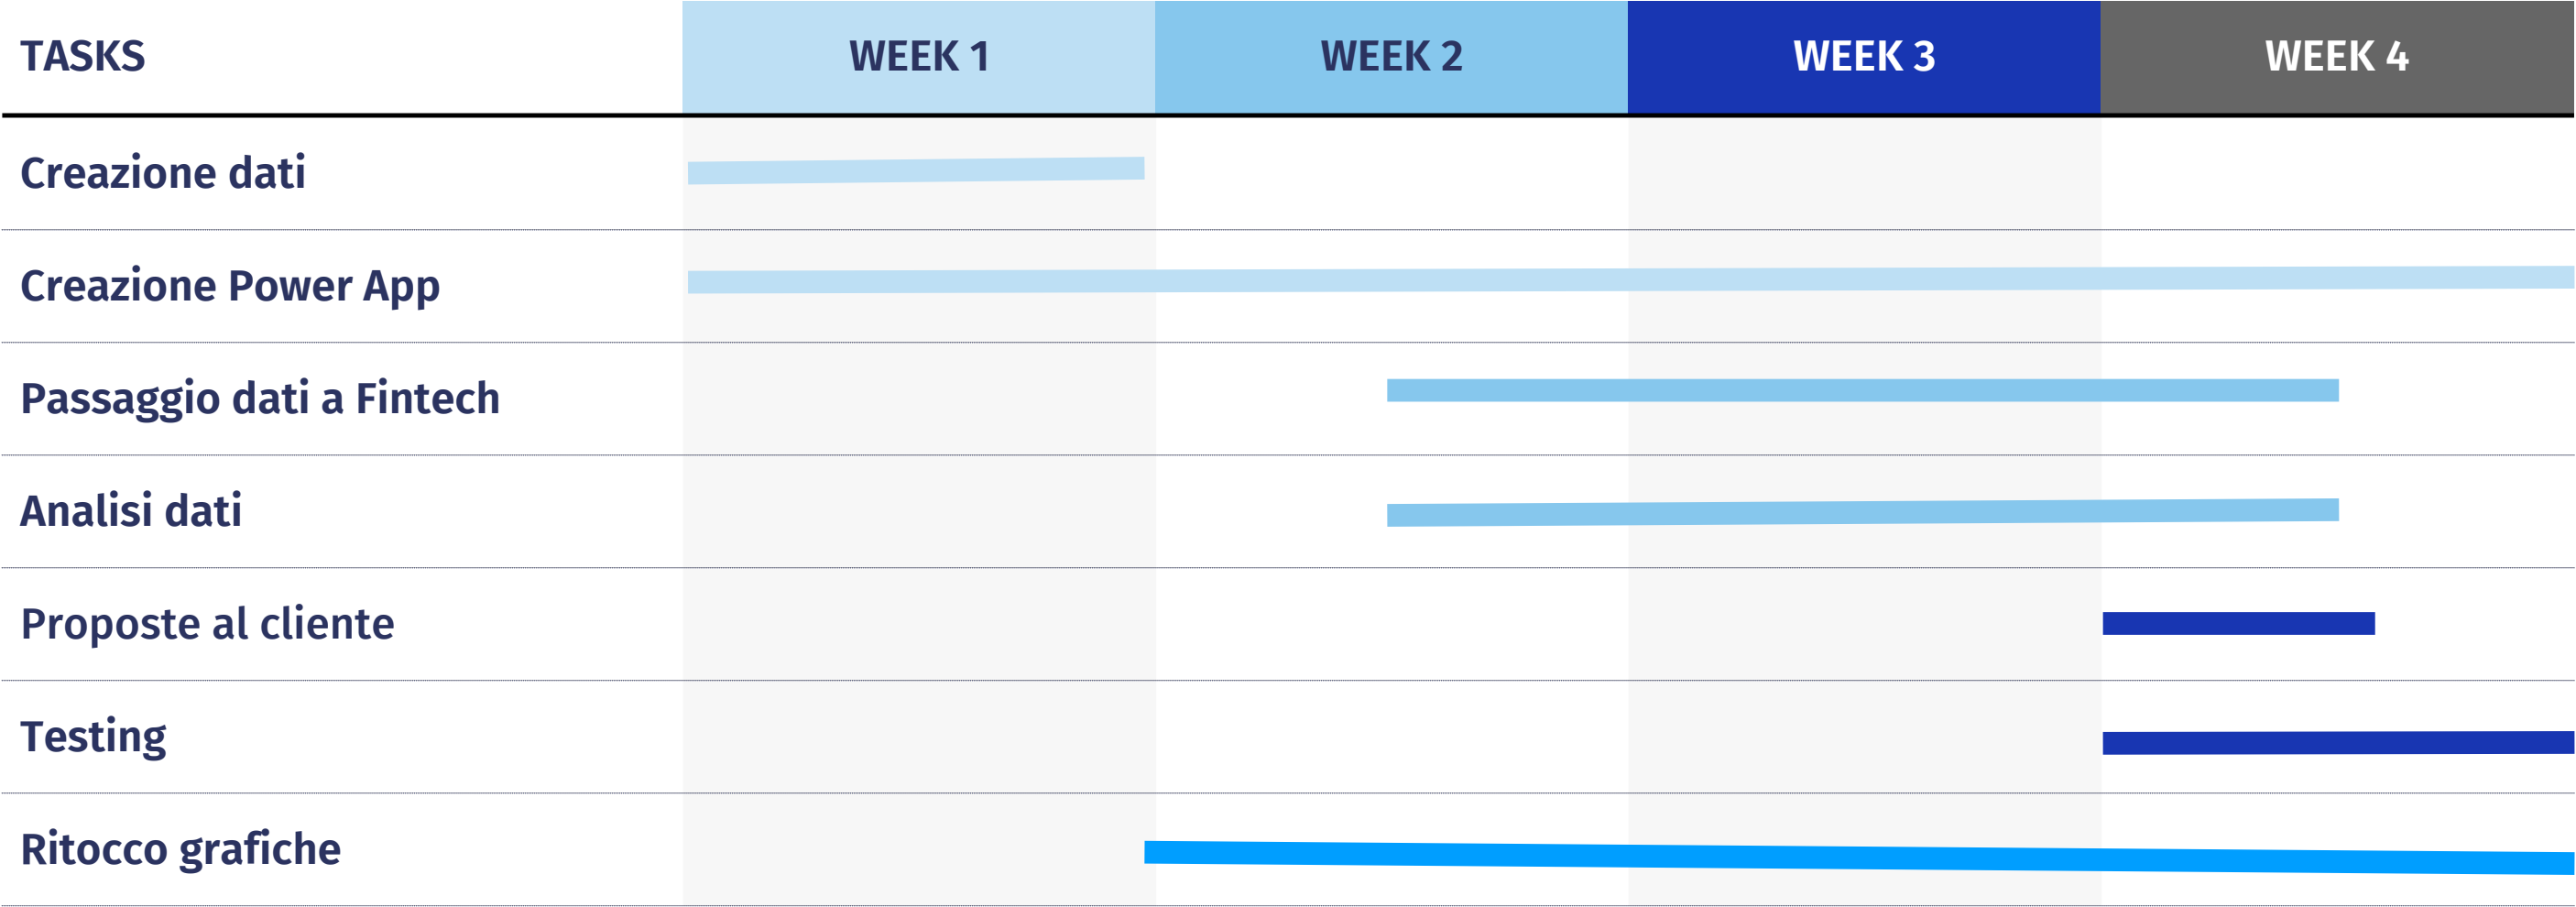 TASKS WEEK 1 WEEK 2 WEEK 3 WEEK 4
Creazione dati
Creazione Power App
Passaggio dati a Fintech
Analisi dati
Proposte al cliente
Testing
Ritocco grafiche